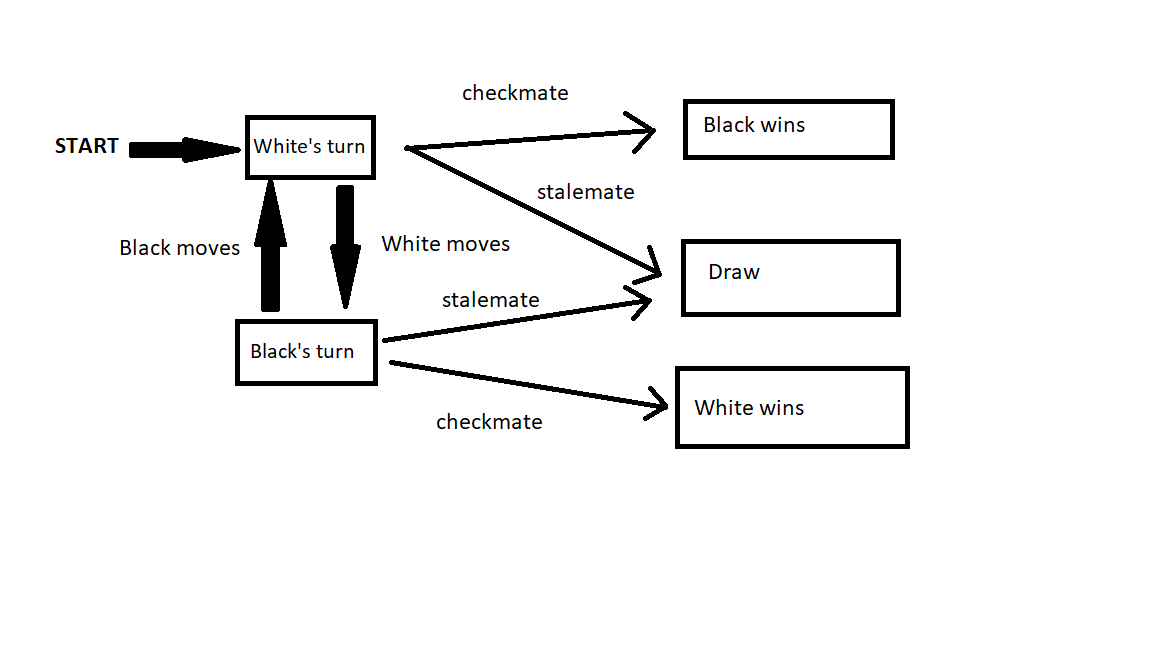 checkmate
Black wins
START
White's turn
stalemate
Black moves
White moves
Draw
stalemate
Black's turn
White wins
checkmate